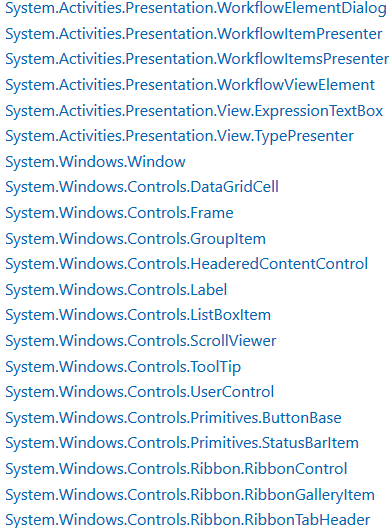 System.Activities.Presentation.WorkflowElementDialog
System.Activities.Presentation.WorkflowItemPresenter
System.Activities.Presentation.WorkflowItemsPresenter
System.Activities.Presentation.WorkflowViewElement
System.Activities.Presentation.View.ExpressionTextBox
System.Activities.Presentation.View.TypePresenter
System.Windows.Window
System.Windows.Controls.DataGridCell
System.Windows.Controls.Frame
System.Windows.Controls.GroupItem
System.Windows.Controls.HeaderedContentControl
System.Windows.Controls.Label
System.Windows.Controls.ListBoxItem
System.Windows.Controls.ScrollViewer
System.Windows.Controls.ToolTip
System.Windows.Controls.UserControl
System.Windows.Controls.Primitives.ButtonBase
System.Windows.Controls.Primitives.StatusBarItem
System.Windows.Controls.Ribbon.RibbonControl
System.Windows.Controls.Ribbon.RibbonGalleryItem
System.Windows.Controls.Ribbon.RibbonTabHeader